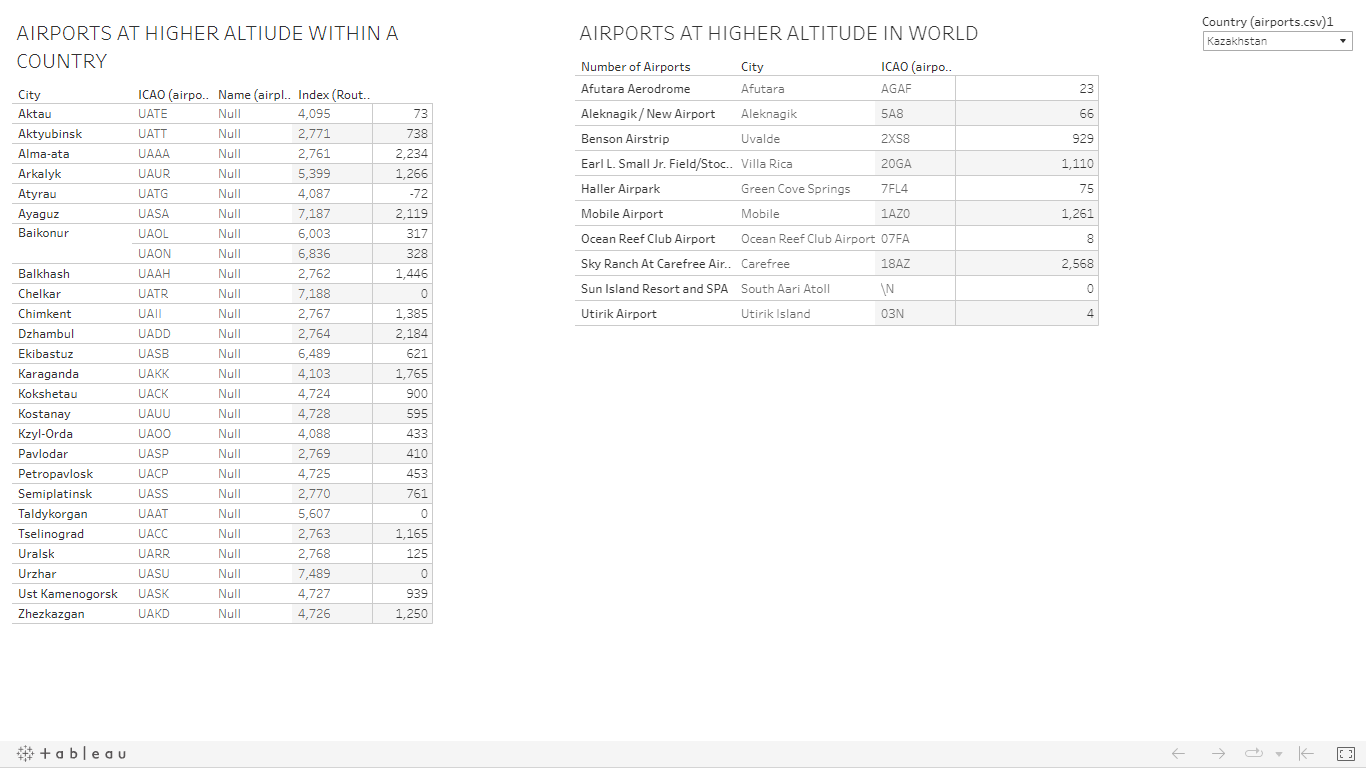 AIRPORTS AT HIGHER ALTIUDE WITHIN A
COUNTRY
City ICAO (airpo.. Name (airpl.. Index (Rout..
Aktau UATE Null 4,095 73
Aktyubinsk UATT Null 2,771 738
Alma-ata UAAA Null 2,761 2,234
Arkalyk UAUR Null 5,399 1,266
Atyrau UATG Null 4,087 -72
Ayaguz UASA Null 7,187 2,119
Baikonur UAOL Null 6,003 317
UAON Null 6,836 328
Balkhash UAAH Null 2,762 1,446
Chelkar UATR Null 7,188 0
Chimkent UAII Null 2,767 1,385
Dzhambul UADD Null 2,764 2,184
Ekibastuz UASB Null 6,489 621
Karaganda UAKK Null 4,103 1,765
Kokshetau UACK Null 4,724 900
Kostanay UAUU Null 4,728 595
Kzyl-Orda UAOO Null 4,088 433
Pavlodar UASP Null 2,769 410
Petropavlosk UACP Null 4,725 453
Semiplatinsk UASS Null 2,770 761
Taldykorgan UAAT Null 5,607 0
Tselinograd UACC Null 2,763 1,165
Uralsk UARR Null 2,768 125
Urzhar UASU Null 7,489 0
Ust Kamenogorsk UASK Null 4,727 939
Zhezkazgan UAKD Null 4,726 1,250
AIRPORTS AT HIGHER ALTITUDE IN WORLD
Number of Airports City ICAO (airpo..
Afutara Aerodrome Afutara AGAF 23
Aleknagik / New Airport Aleknagik 5A8 66
Benson Airstrip Uvalde 2XS8 929
Earl L. Small Jr. Field/Stoc.. Villa Rica 20GA 1,110
Haller Airpark Green Cove Springs 7FL4 75
Mobile Airport Mobile 1AZ0 1,261
Ocean Reef Club Airport Ocean Reef Club Airport 07FA 8
Sky Ranch At Carefree Air.. Carefree 18AZ 2,568
Sun Island Resort and SPA South Aari Atoll \N 0
Utirik Airport Utirik Island 03N 4
Country (airports.csv)1
Kazakhstan
+ableau